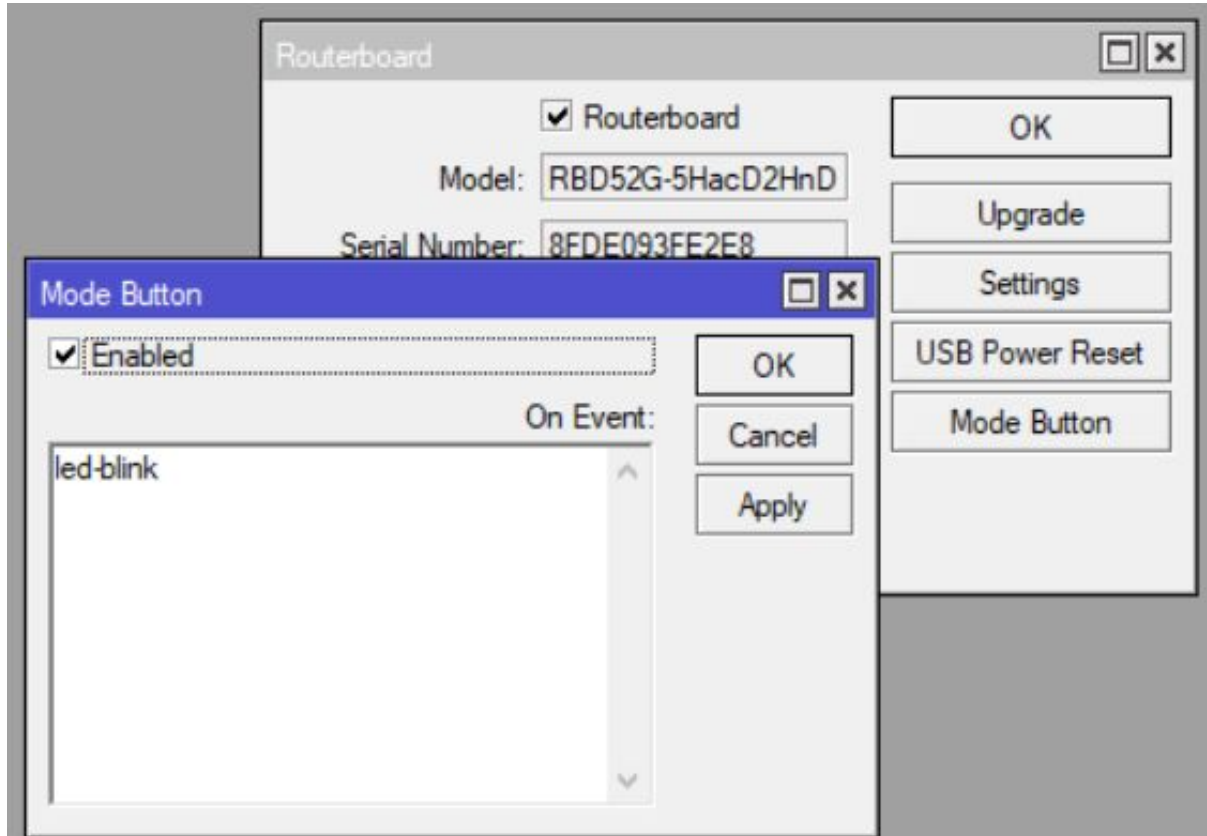 Routerboard
Routerboard
OK
Model: RBD52G-5HacD2HnD
Upgrade
Serial Number: 8FDE093FE2E8
Settings
USB Power Reset
Mode Button
Mode Button
Enabled
OK
On Event:
Cancel
led-blink
Apply